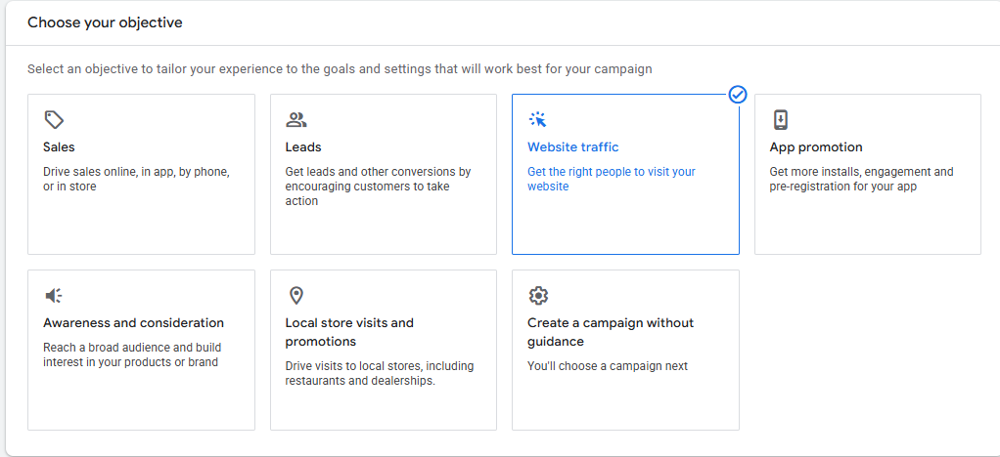 Choose your objective
Select an objective to tailor your experience to the goals and settings that will work best for your campaign
Sales
Drive sales online, in app, by phone,
or in store
Leads
Get leads and other conversions by
encouraging customers to take
action
Website traffic
Get the right people to visit your
website
App promotion
Get more installs, engagement and
pre-registration for your app
Awareness and consideration
Reach a broad audience and build
interest in your products or brand
Local store visits and
promotions
Drive visits to local stores, including
restaurants and dealerships.
Create a campaign without
guidance
You'll choose a campaign next